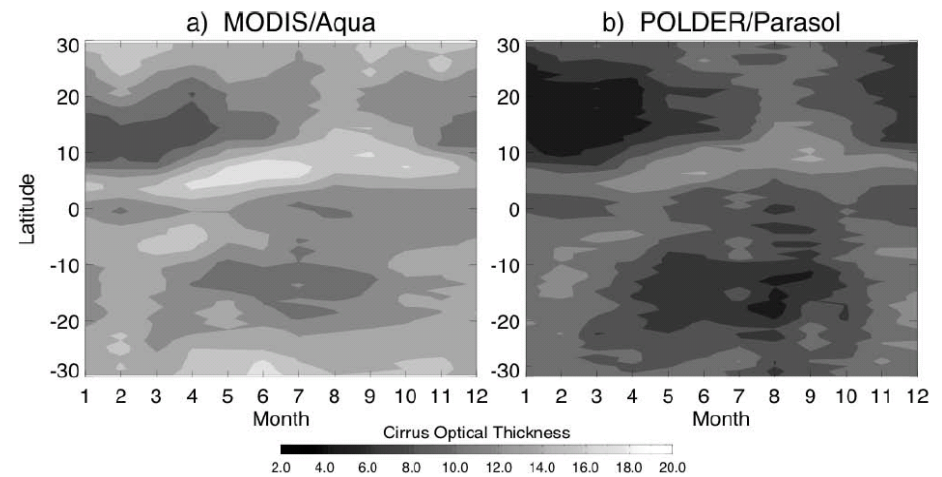 a) MODIS/Aqua
b) POLDER/Parasol
30
20
10
0
-10
-20
-30
Latitude
1 2 3 4 5 6 7 8 9 10 11 12
Month
30
20
10
0
-10
-20
-30
1 2 3 4 5 6 7 8 9 10 11 12
Month
Cirrus Optical Thickness
2.0 4.0 6.0 8.0 10.0 12.0 14.0 16.0 18.0 20.0